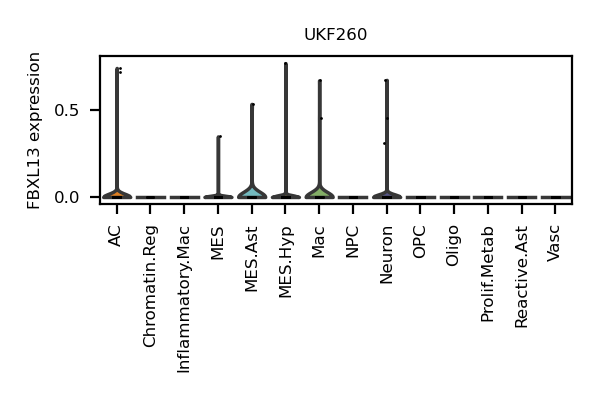 UKF260
FBXL13 expression
0.5
0.0
AC
Chromatin.Reg
Inflammatory.Mac
MES
MES.Ast
MES.Hyp
Mac
NPC
Neuron
OPC
Oligo
Prolif.Metab
Reactive.Ast
Vasc